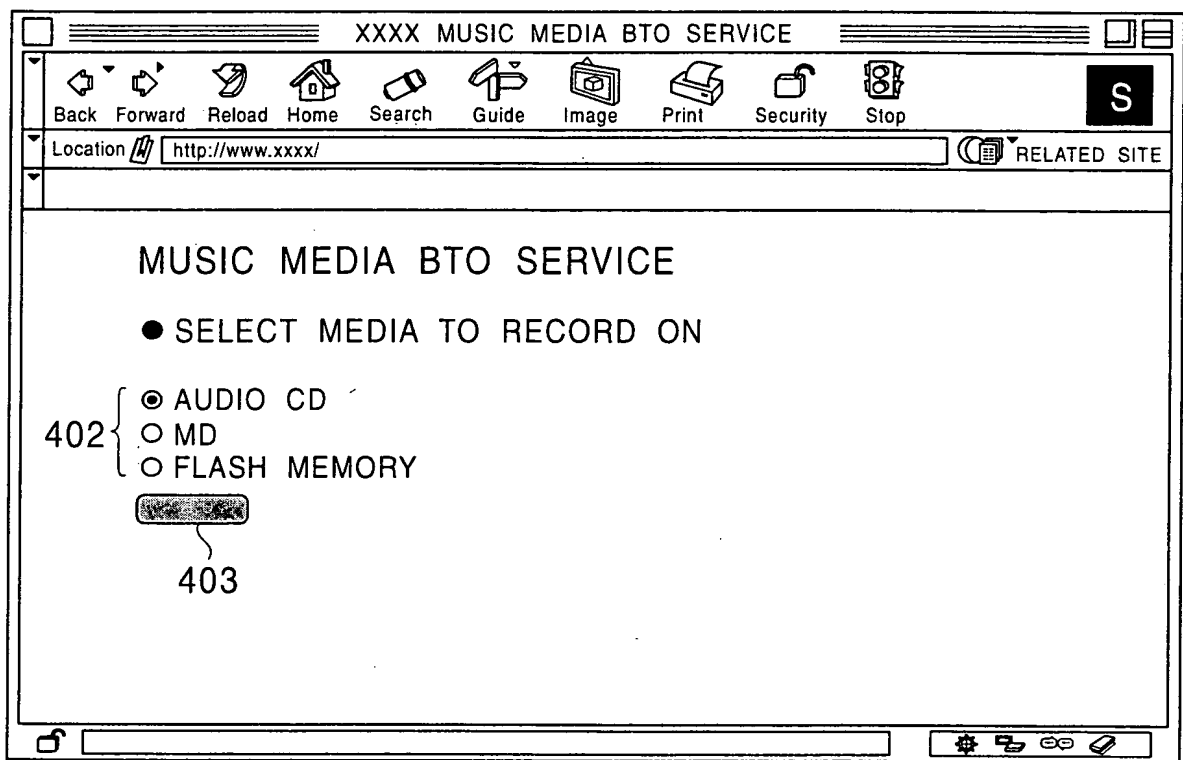 XXXX MUSIC MEDIA BTO SERVICE
Back Forward Reload Home Search Guide Image Print Security Stop
S
Location http://www.xxxx/ RELATED SITE
MUSIC MEDIA BTO SERVICE
● SELECT MEDIA TO RECORD ON
AUDIO CD
402 MD
FLASH MEMORY
403